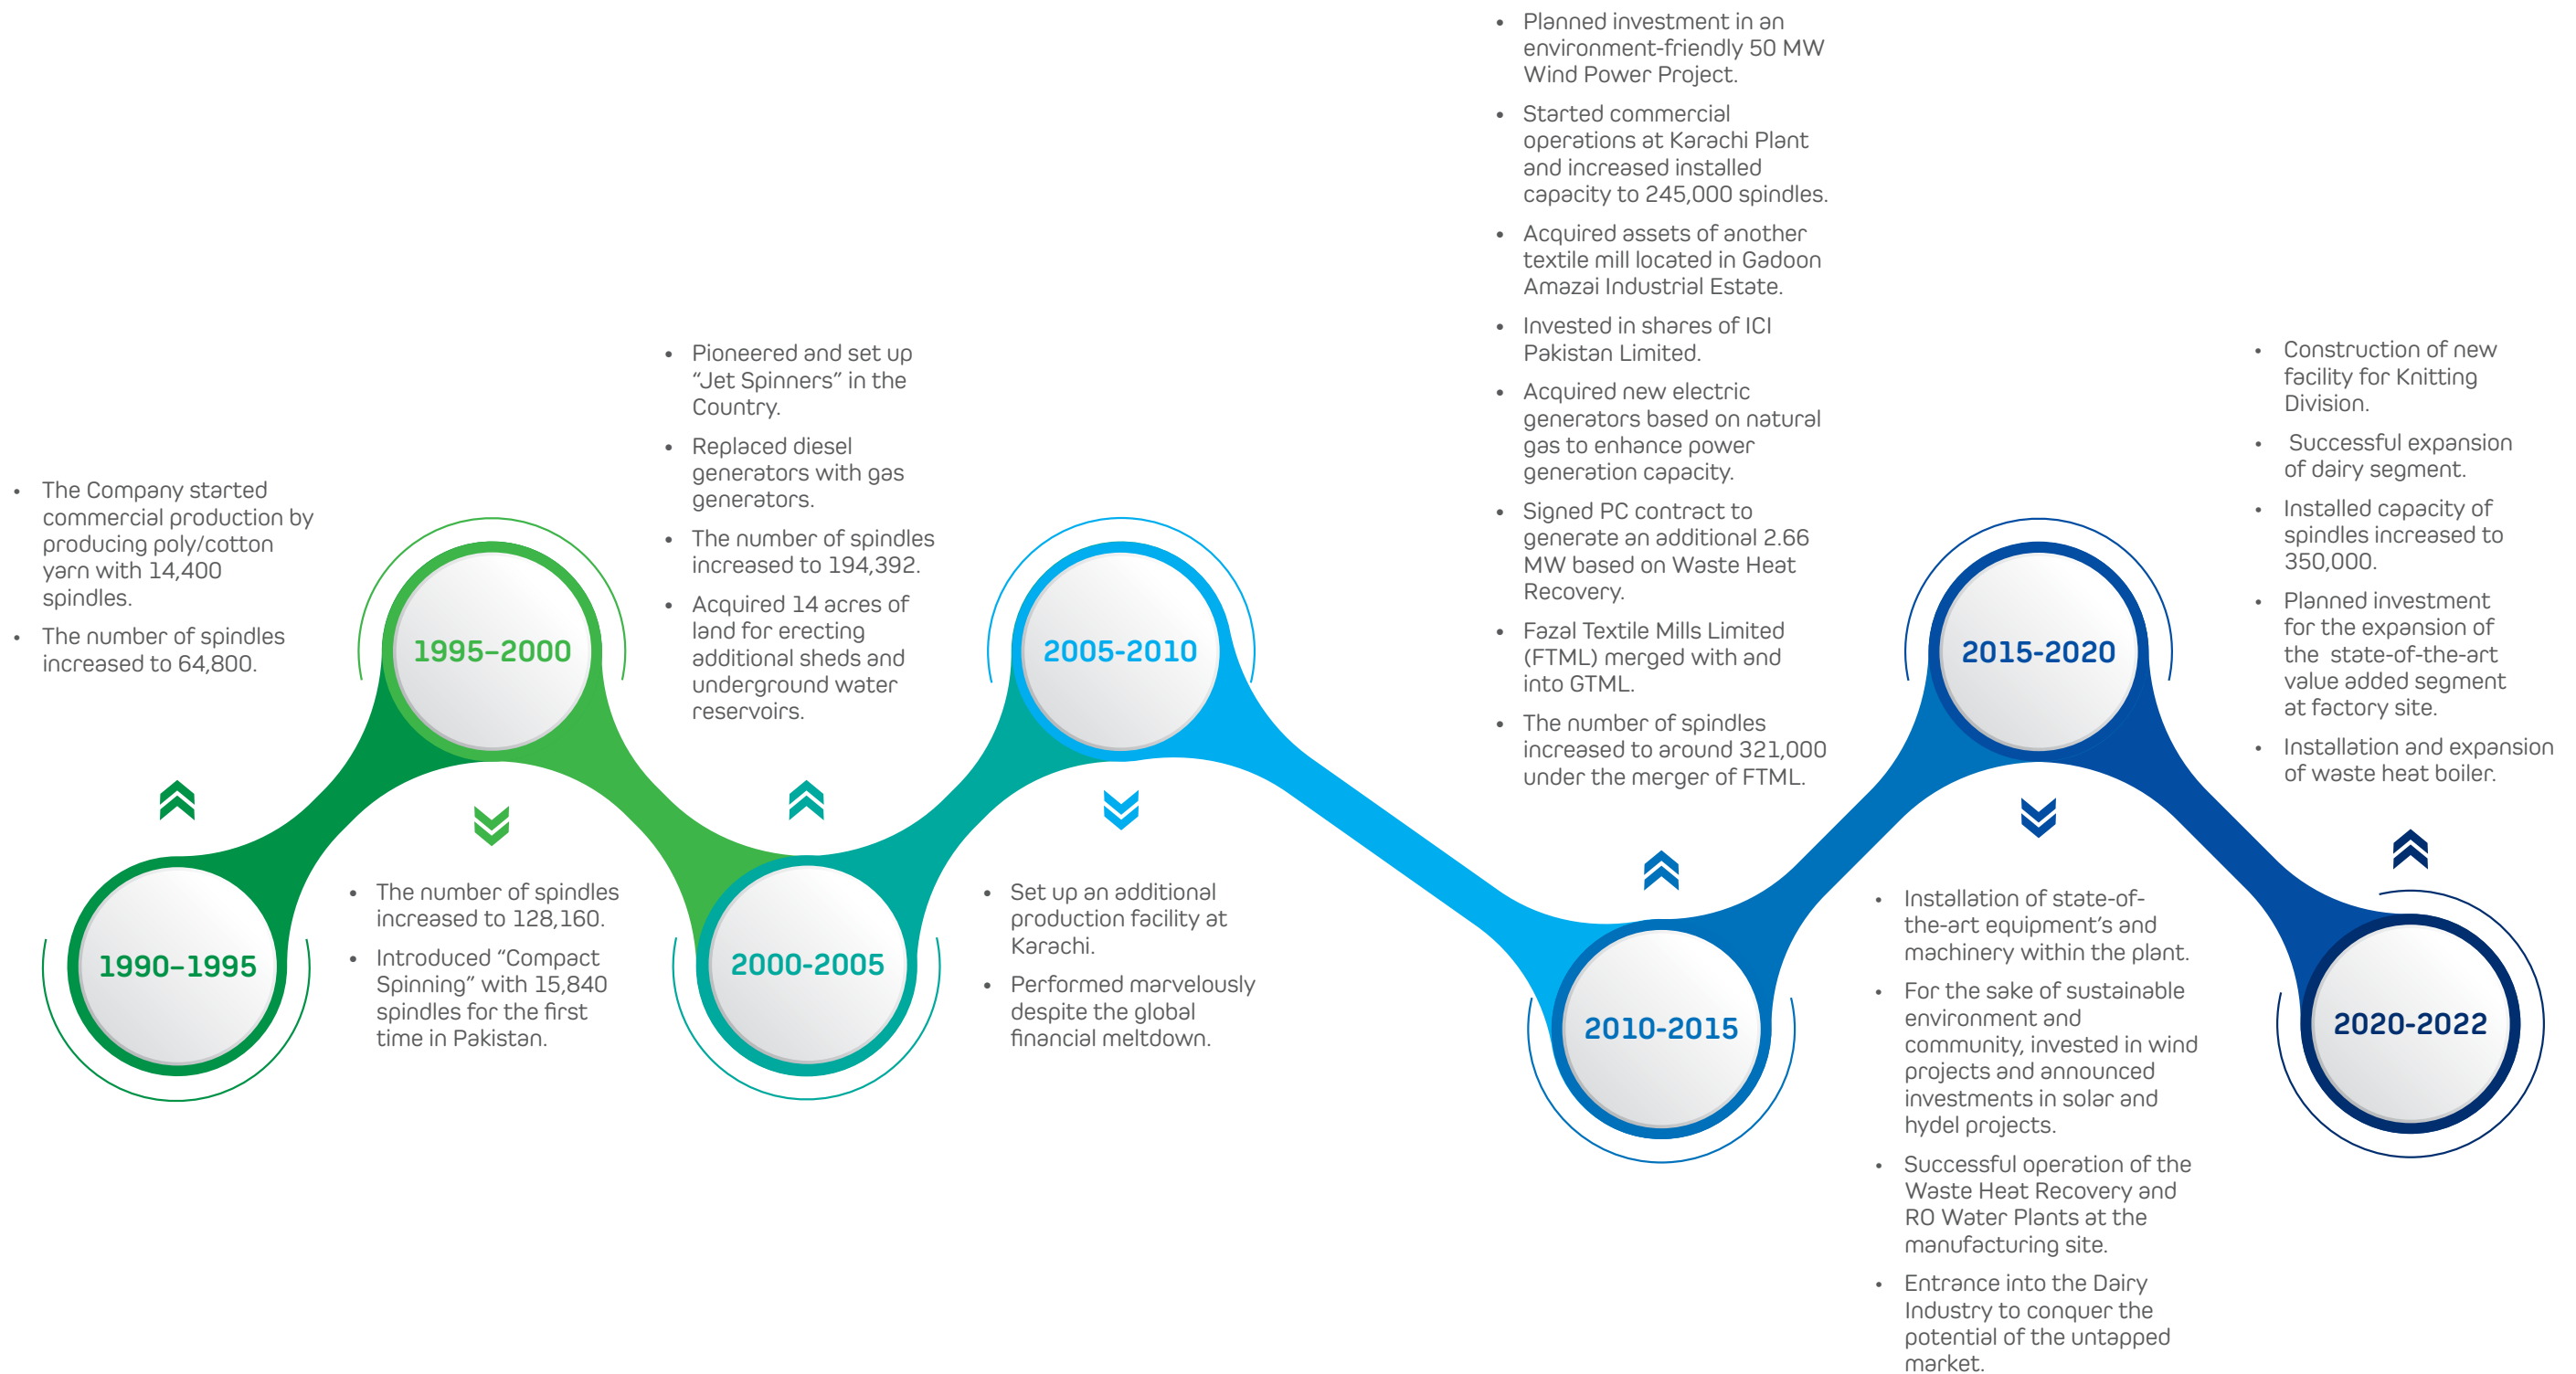 • The Company started
commercial production by
producing poly/cotton
yarn with 14,400
spindles.
• The number of spindles
increased to 64,800.
1990–1995
1995–2000
• The number of spindles
increased to 128,160.
• Introduced “Compact
Spinning” with 15,840
spindles for the first
time in Pakistan.
• Pioneered and set up
“Jet Spinners” in the
Country.
• Replaced diesel
generators with gas
generators.
• The number of spindles
increased to 194,392.
• Acquired 14 acres of
land for erecting
additional sheds and
underground water
reservoirs.
2000-2005
2005-2010
• Set up an additional
production facility at
Karachi.
• Performed marvelously
despite the global
financial meltdown.
• Planned investment in an
environment-friendly 50 MW
Wind Power Project.
• Started commercial
operations at Karachi Plant
and increased installed
capacity to 245,000 spindles.
• Acquired assets of another
textile mill located in Gadoon
Amazai Industrial Estate.
• Invested in shares of ICI
Pakistan Limited.
• Acquired new electric
generators based on natural
gas to enhance power
generation capacity.
• Signed PC contract to
generate an additional 2.66
MW based on Waste Heat
Recovery.
• Fazal Textile Mills Limited
(FTML) merged with and
into GTML.
• The number of spindles
increased to around 321,000
under the merger of FTML.
2010-2015
2015-2020
• Installation of state-of-
the-art equipment’s and
machinery within the plant.
• For the sake of sustainable
environment and
community, invested in wind
projects and announced
investments in solar and
hydel projects.
• Successful operation of the
Waste Heat Recovery and
RO Water Plants at the
manufacturing site.
• Entrance into the Dairy
Industry to conquer the
potential of the untapped
market.
• Construction of new
facility for Knitting
Division.
• Successful expansion
of dairy segment.
• Installed capacity of
spindles increased to
350,000.
• Planned investment
for the expansion of
the state-of-the-art
value added segment
at factory site.
• Installation and expansion
of waste heat boiler.
2020-2022